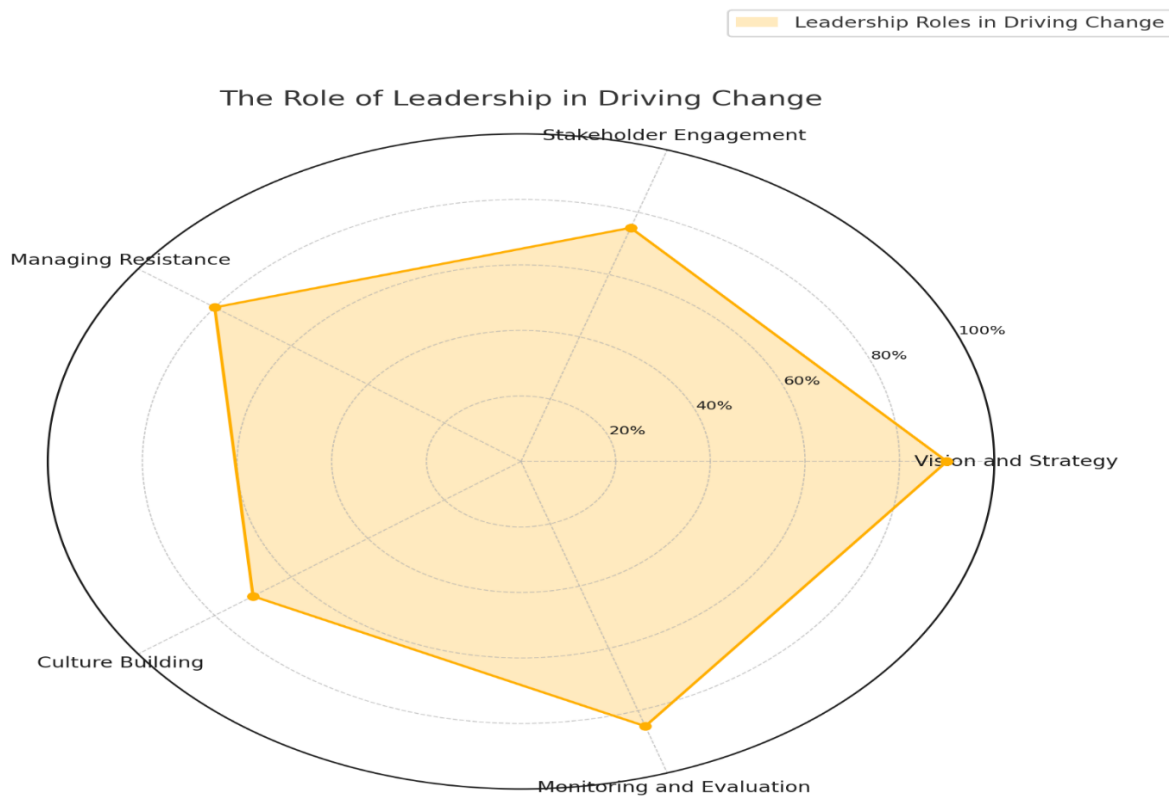 Leadership Roles in Driving Change
The Role of Leadership in Driving Change
Stakeholder Engagement
Managing Resistance
100%
80%
60%
40%
20%
Vision and Strategy
Culture Building
Monitoring and Evaluation